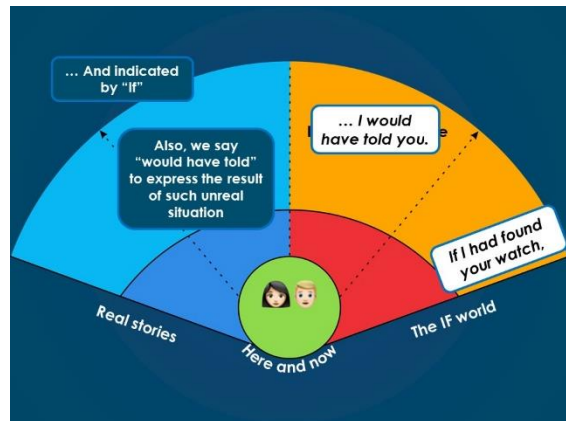 … And indicated
by “If”
… I would
have told you.
Also, we say
“would have told”
to express the result
of such unreal
situation
If I had found
your watch,
Real stories
Here and now
The IF world